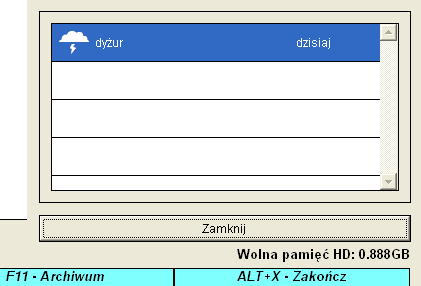 dyżur dzisiaj
Zamknij
Wolna pamięć HD: 0.888GB
F11 - Archiwum ALT+X - Zakończ